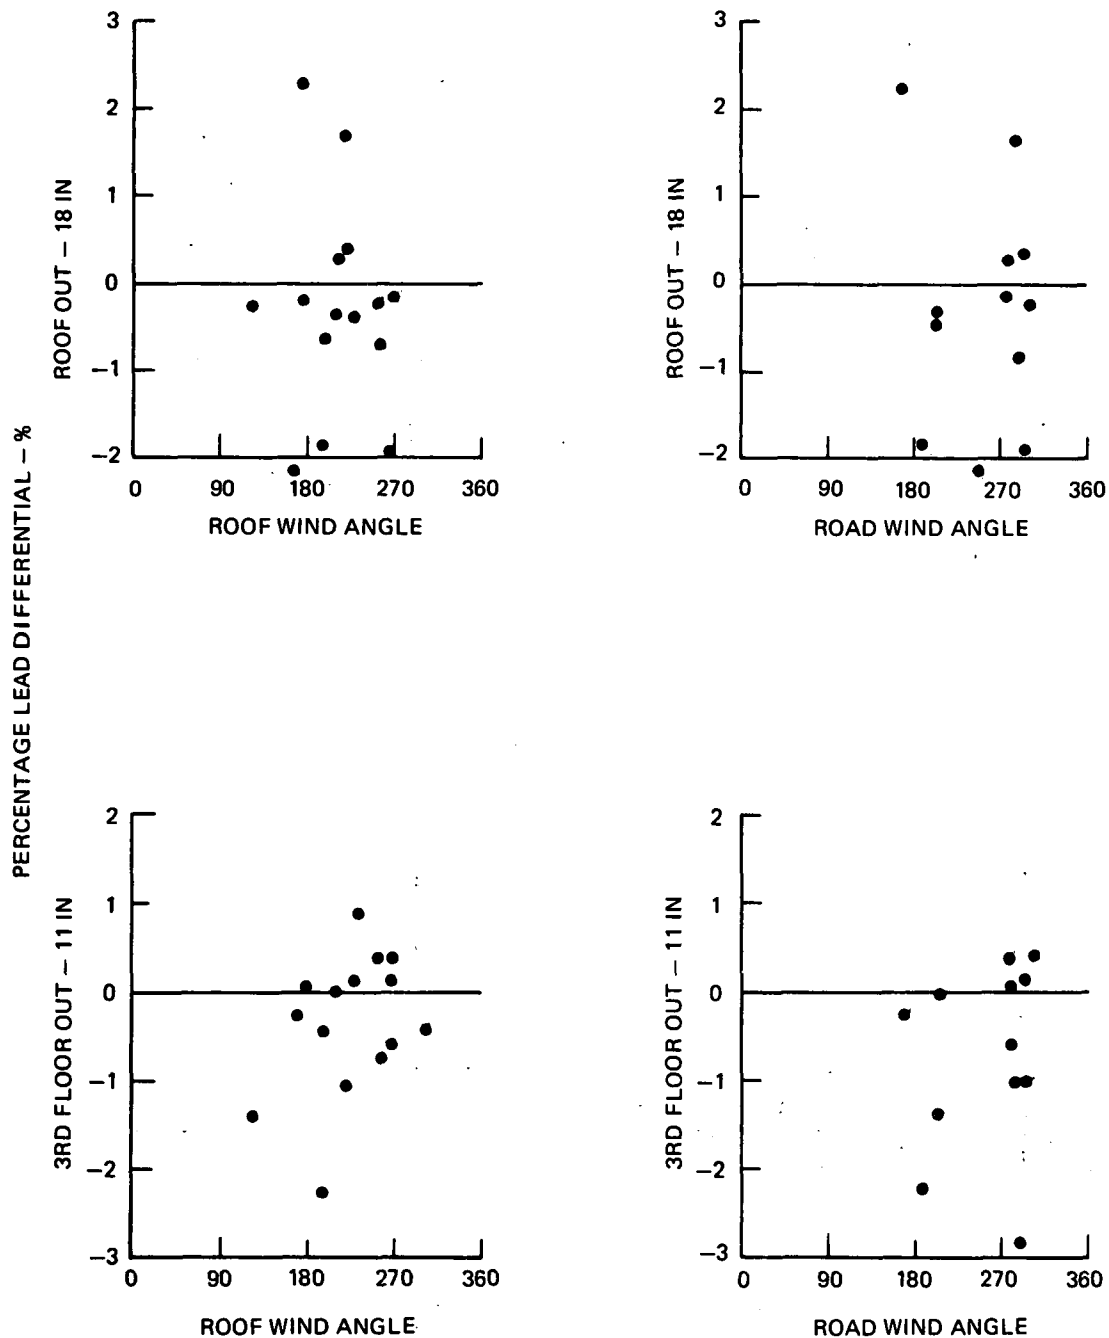 PERCENTAGE LEAD DIFFERENTIAL – %
ROOF OUT – 18 IN
3
2
1
0
–1
–2
0 90 180 270 360
ROOF WIND ANGLE
ROOF OUT – 18 IN
3
2
1
0
–1
–2
0 90 180 270 360
ROAD WIND ANGLE
3RD FLOOR OUT – 11 IN
2
1
0
–1
–2
–3
0 90 180 270 360
ROOF WIND ANGLE
3RD FLOOR OUT – 11 IN
2
1
0
–1
–2
–3
0 90 180 270 360
ROAD WIND ANGLE